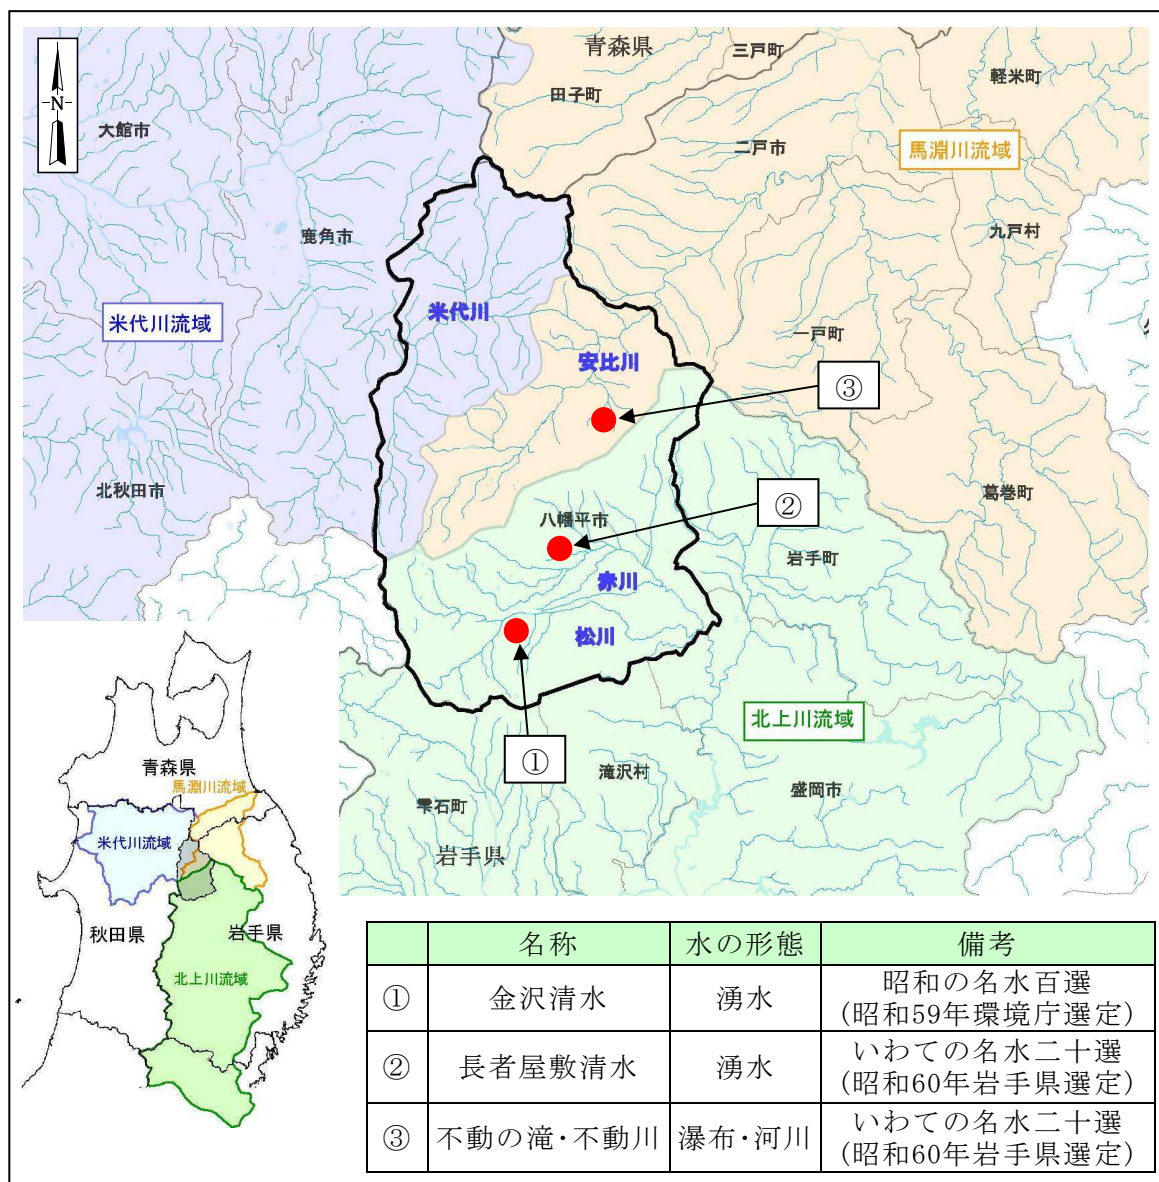 N
青森県
三戸町
軽米町
田子町
大館市
二戸市
馬淵川流域
九戸村
鹿角市
米代川
米代川流域
一戸町
安比川
③
北秋田市
葛巻町
②
八幡平市
岩手町
赤川
松川
北上川流域
①
滝沢村
盛岡市
雫石町
岩手県
青森県
馬淵川流域
米代川流域
秋田県
岩手県
北上川流域
名称 水の形態 備考
① 金沢清水 湧水 昭和の名水百選
(昭和59年環境庁選定)
② 長者屋敷清水 湧水 いわての名水二十選
(昭和60年岩手県選定)
③ 不動の滝・不動川 瀑布・河川 いわての名水二十選
(昭和60年岩手県選定)